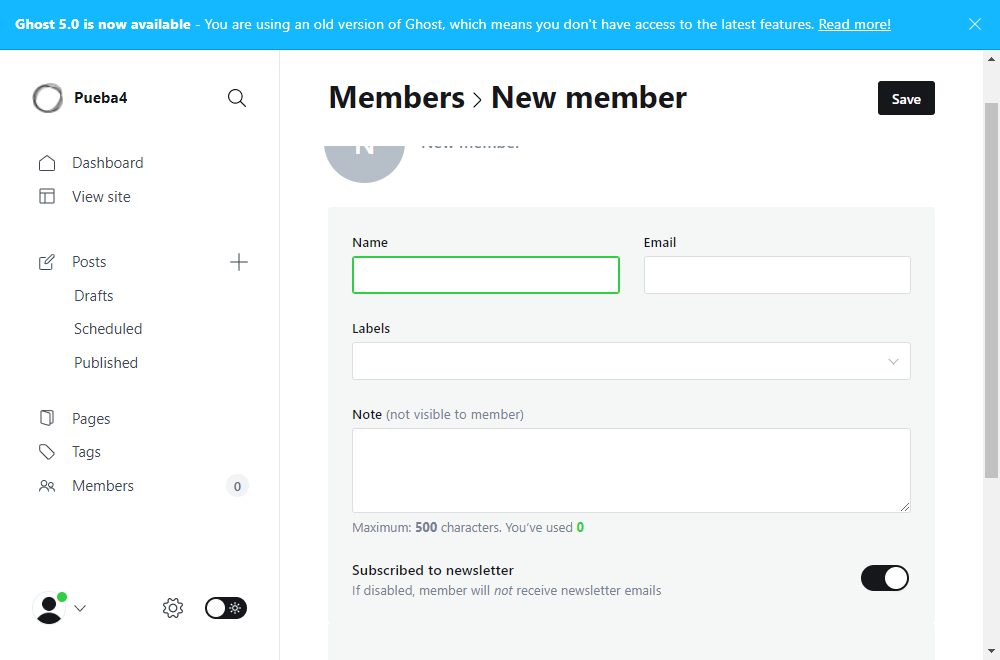 Ghost 5.0 is now available - You are using an old version of Ghost, which means you don't have access to the latest features. Read more!
Pueba4
Dashboard
View site
Posts
Drafts
Scheduled
Published
Pages
Tags
Members
0
Members > New member
Save
N
New member
Name
Email
Labels
Note (not visible to member)
Maximum: 500 characters. You’ve used 0
Subscribed to newsletter
If disabled, member will not receive newsletter emails